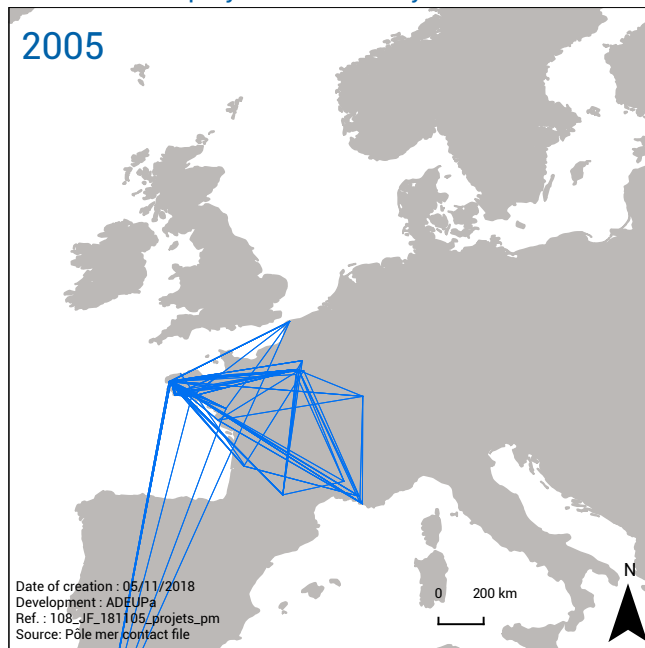 2005
N
0 200 km
Date of creation : 05/11/2018
Development : ADEUPa
Ref. : 108_JF_181105_projets_pm
Source: Pôle mer contact file